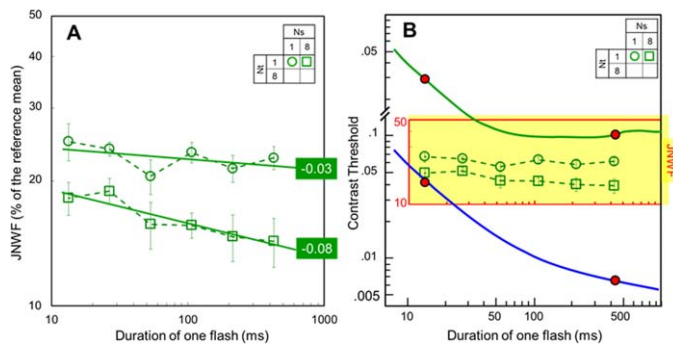 A
JNWF (% of the reference mean)
50
30
20
10
Ns
1 8
Nt
1
8
-0.03
-0.08
10 100 1000
Duration of one flash (ms)
B
Contrast Threshold
.05
.1
.05
.01
.005
Ns
1 8
Nt
1
8
50
10
JNWF
10 50 100 500
Duration of one flash (ms)